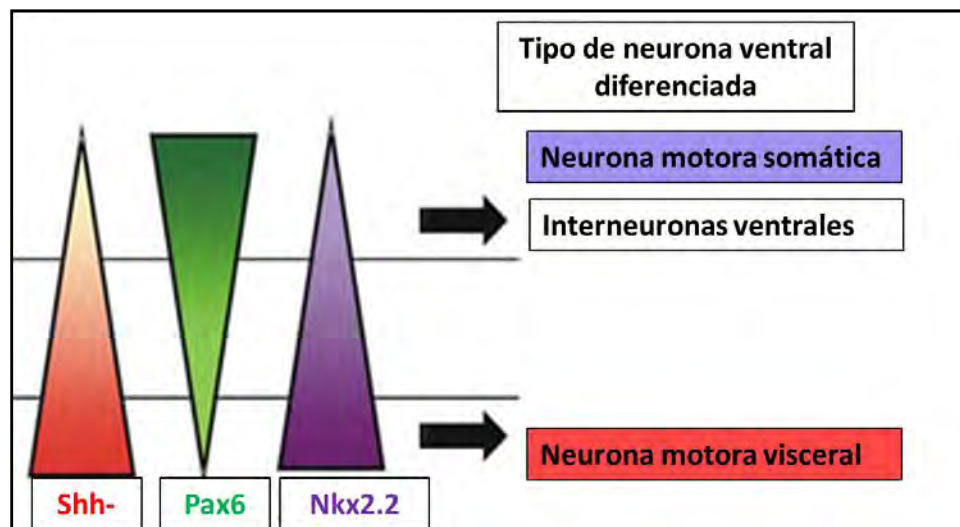 Tipo de neurona ventral
diferenciada
Neurona motora somática
Interneuronas ventrales
Neurona motora visceral
Shh-
Pax6
Nkx2.2